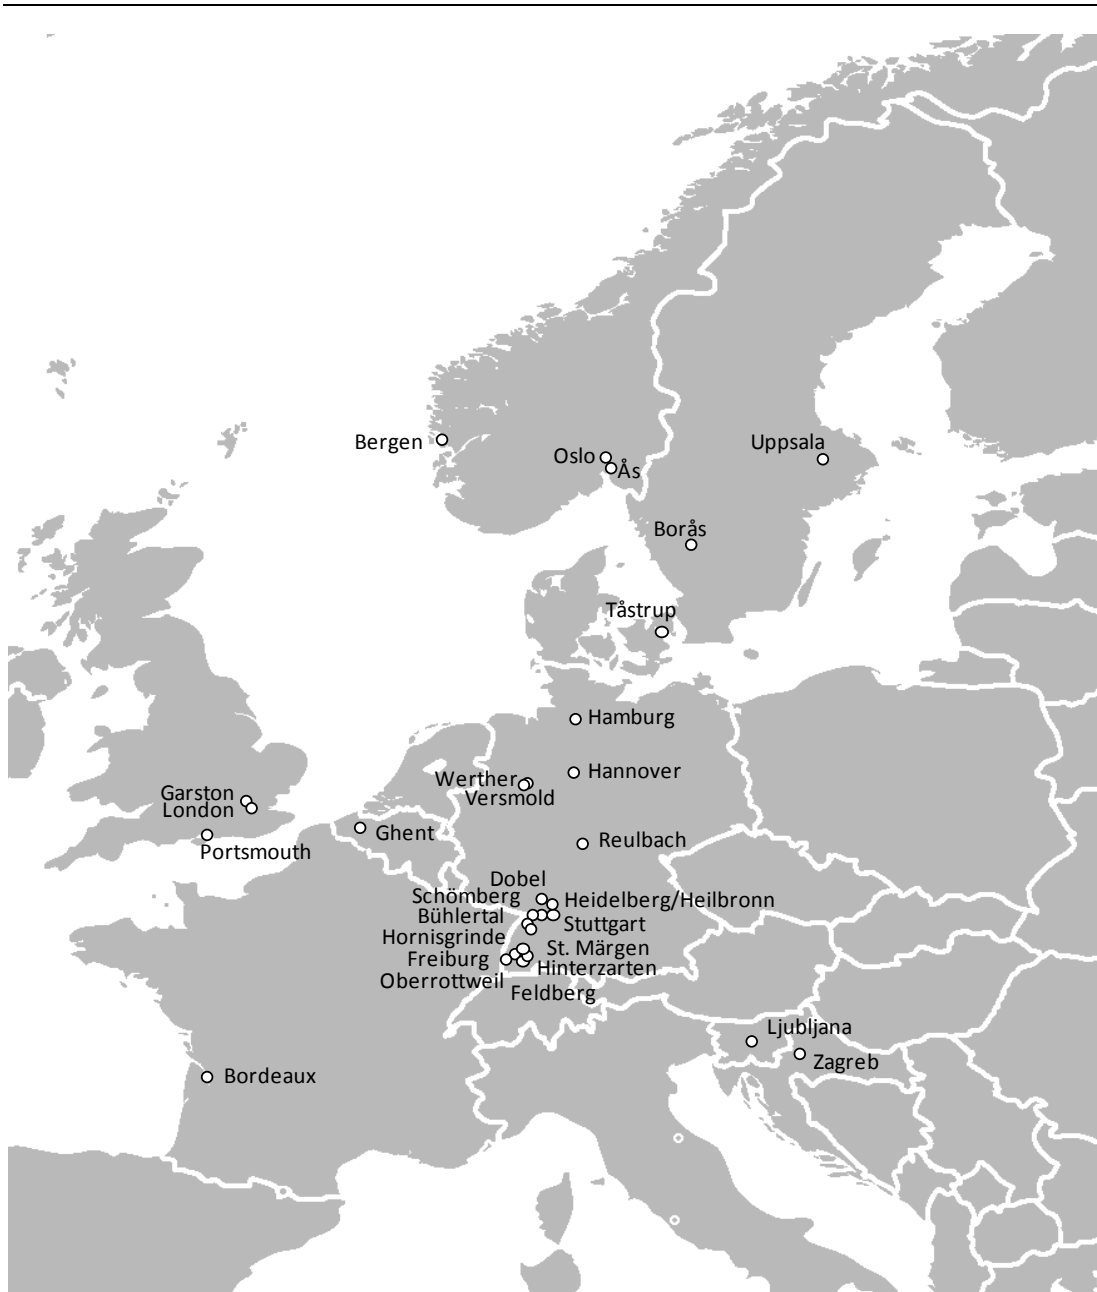 Bergen
Oslo
Ås
Uppsala
Borås
Tåstrup
Hamburg
Werther
Hannover
Versmold
Garston
London
Ghent
Portsmouth
Reulbach
Dobel
Schömberg
Heidelberg/Heilbronn
Bühlertal
Stuttgart
Hornisgrinde
St. Märgen
Freiburg
Hinterzarten
Oberrottweil
Feldberg
Ljubljana
Zagreb
Bordeaux